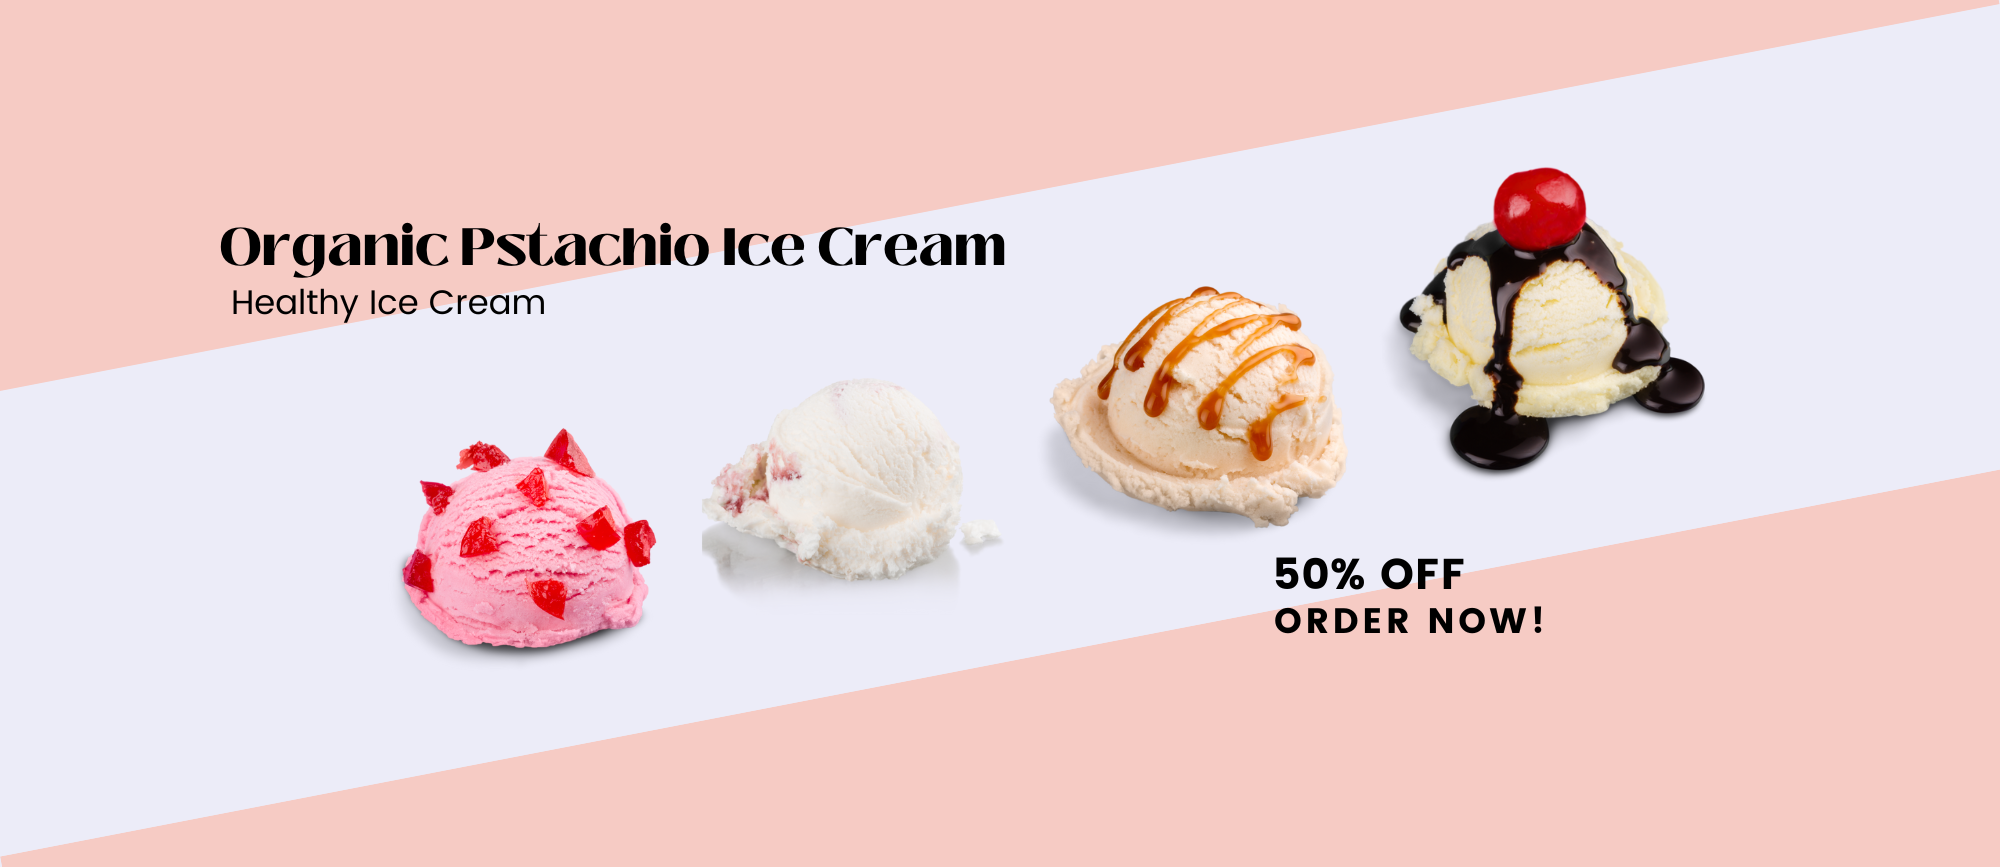 Organic Pstachio Ice Cream
Healthy Ice Cream
50% OFF
ORDER NOW!